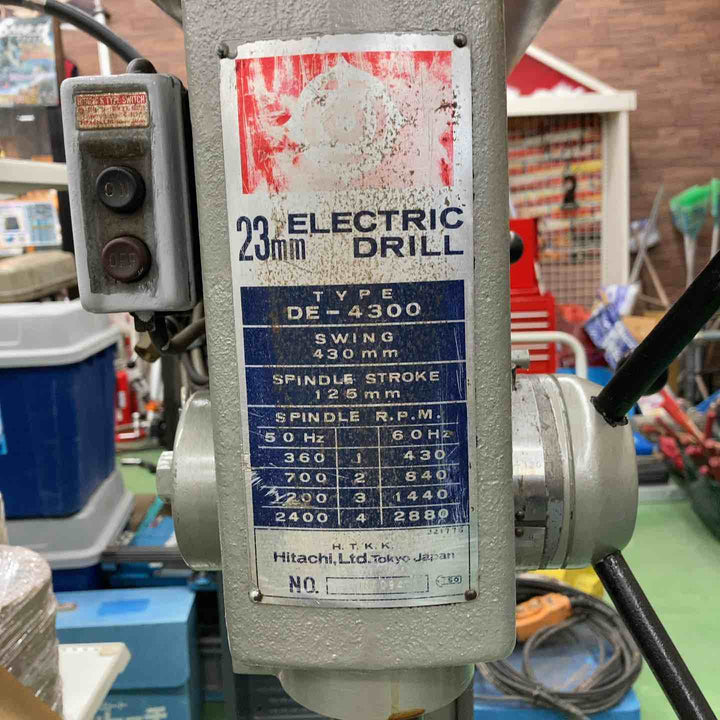 ON
OFF
23mm ELECTRIC
DRILL
TYPE
DE-4300
SWING
430mm
SPINDLE STROKE
125mm
SPINDLE R.P.M.
50Hz 60Hz
360 1 430
700 2 840
1200 3 1440
2400 4 2880
H.T.K.K.
Hitachi, Ltd. Tokyo Japan
NO.
2